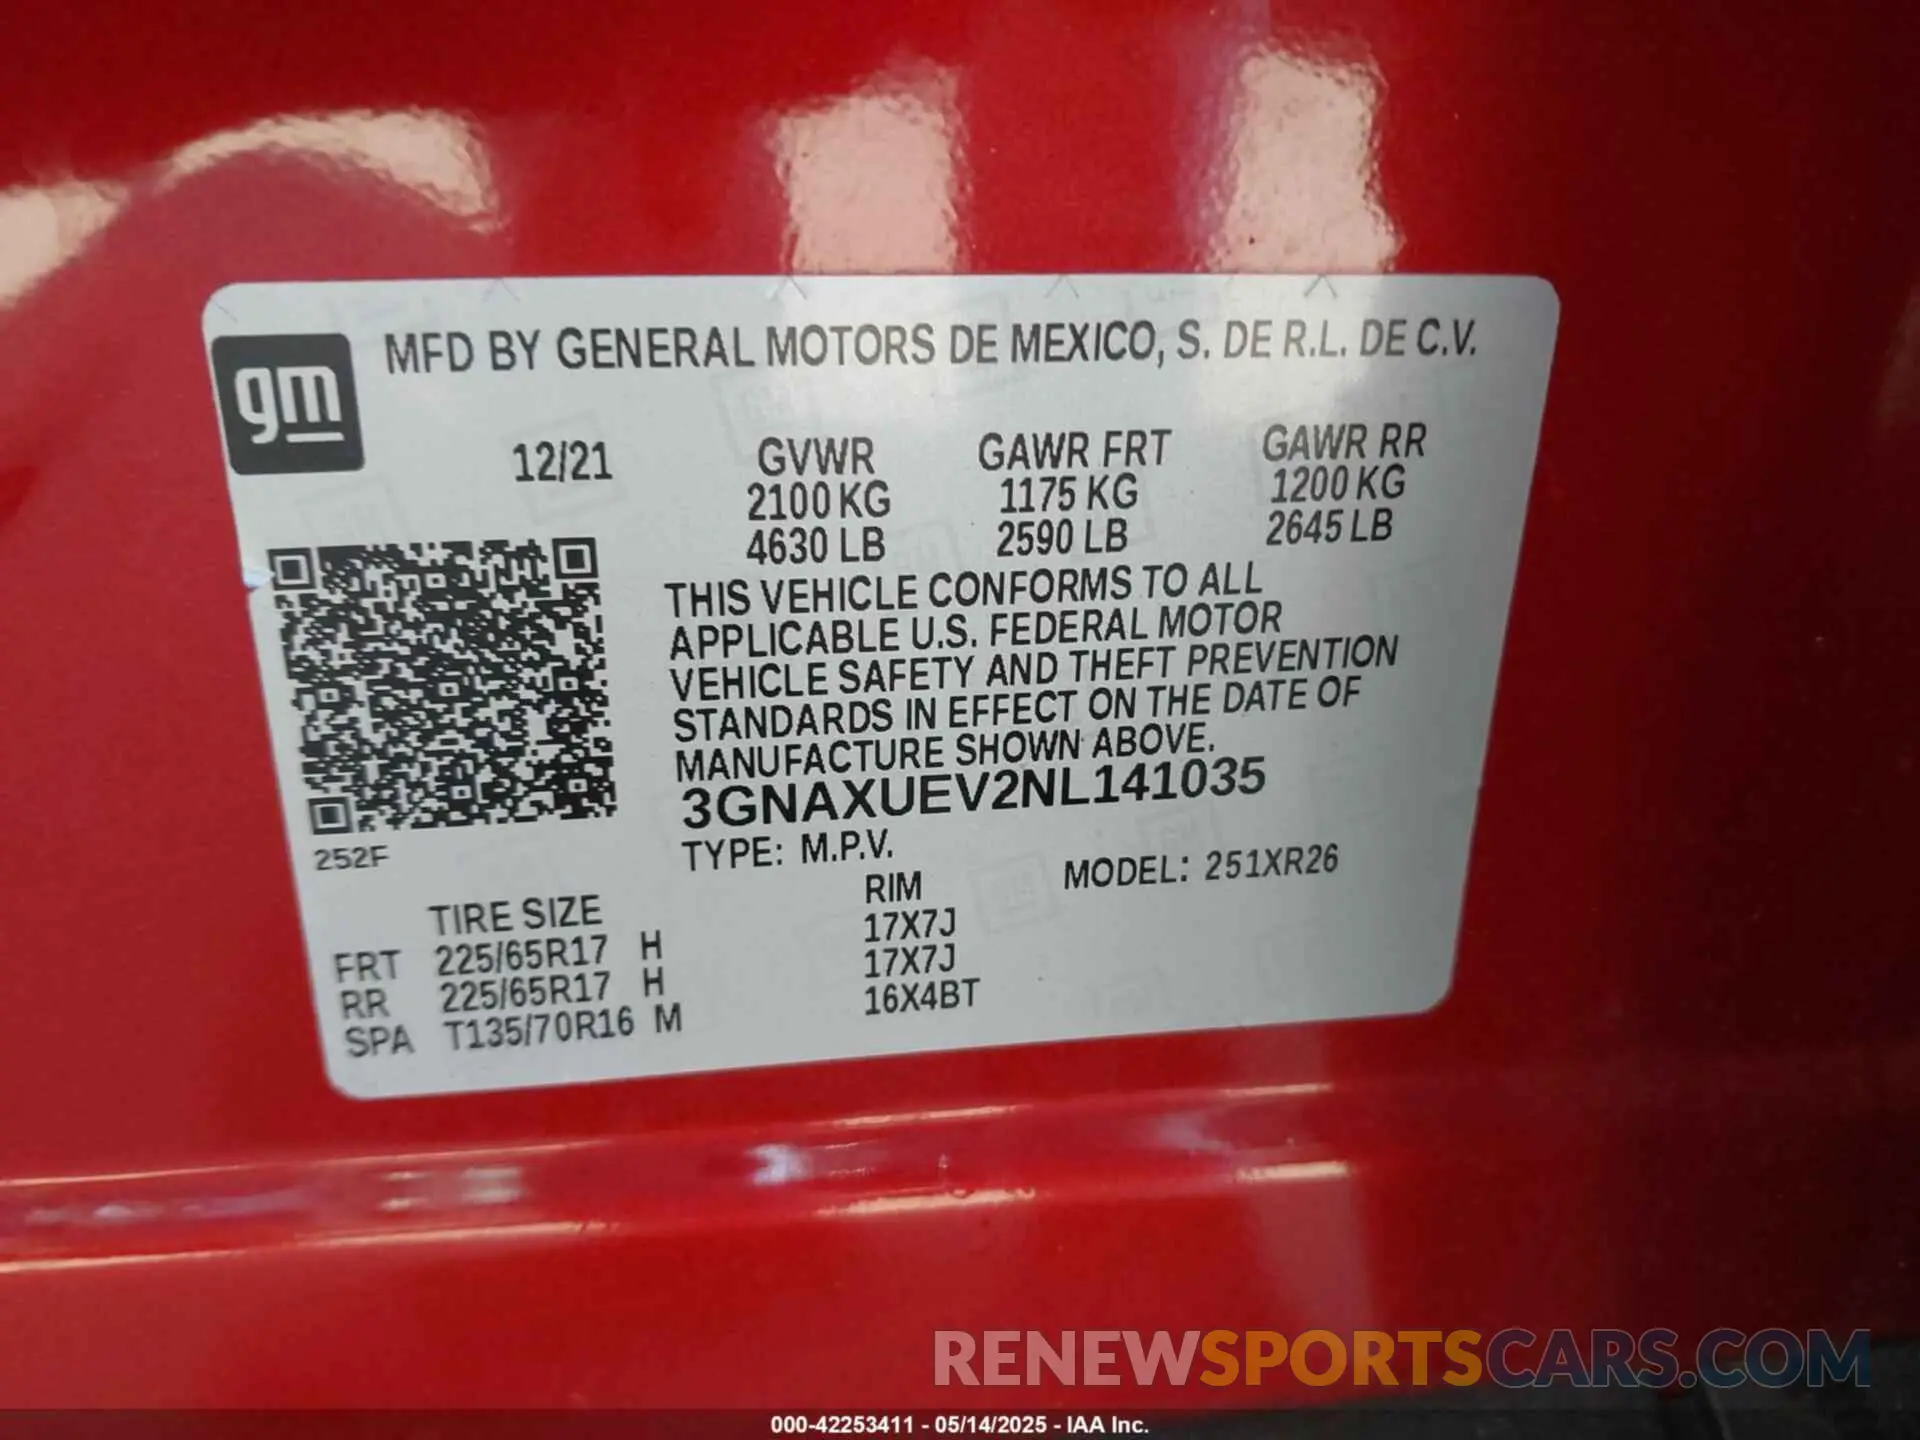 gm
MFD BY GENERAL MOTORS DE MEXICO, S. DE R.L. DE C.V.
12/21
GVWR GAWR FRT GAWR RR
2100 KG 1175 KG 1200 KG
4630 LB 2590 LB 2645 LB
THIS VEHICLE CONFORMS TO ALL
APPLICABLE U.S. FEDERAL MOTOR
VEHICLE SAFETY AND THEFT PREVENTION
STANDARDS IN EFFECT ON THE DATE OF
MANUFACTURE SHOWN ABOVE.
3GNAXUEV2NL141035
252F
TYPE: M.P.V. MODEL: 251XR26
TIRE SIZE RIM
FRT 225/65R17 H 17X7J
RR 225/65R17 H 17X7J
SPA T135/70R16 M 16X4BT
RENEWSPORTSCARS.COM
000-42253411 - 05/14/2025 - IAA Inc.